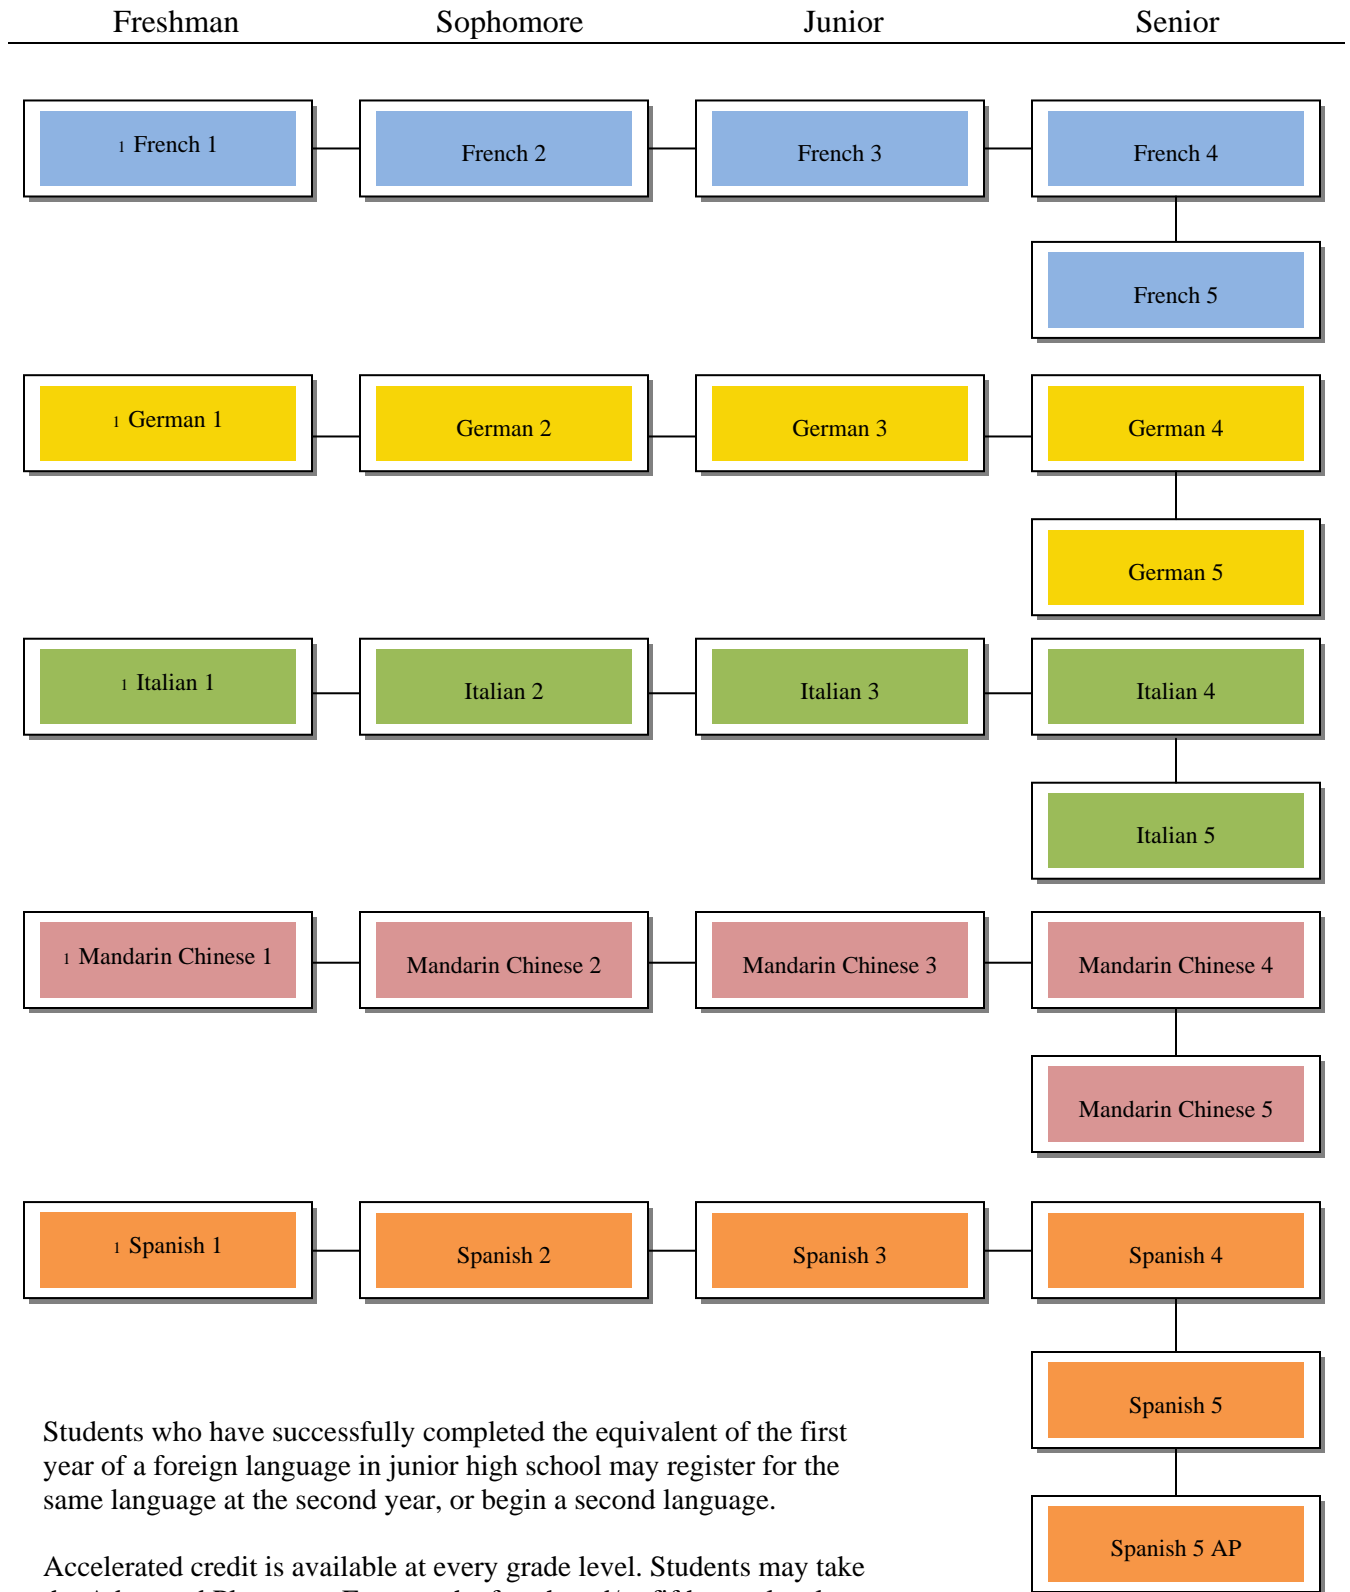 Freshman Sophomore Junior Senior
1 French 1 French 2 French 3 French 4
French 5
1 German 1 German 2 German 3 German 4
German 5
1 Italian 1 Italian 2 Italian 3 Italian 4
Italian 5
1 Mandarin Chinese 1 Mandarin Chinese 2 Mandarin Chinese 3 Mandarin Chinese 4
Mandarin Chinese 5
1 Spanish 1 Spanish 2 Spanish 3 Spanish 4
Spanish 5
Spanish 5 AP
Students who have successfully completed the equivalent of the first
year of a foreign language in junior high school may register for the
same language at the second year, or begin a second language.
Accelerated credit is available at every grade level. Students may take